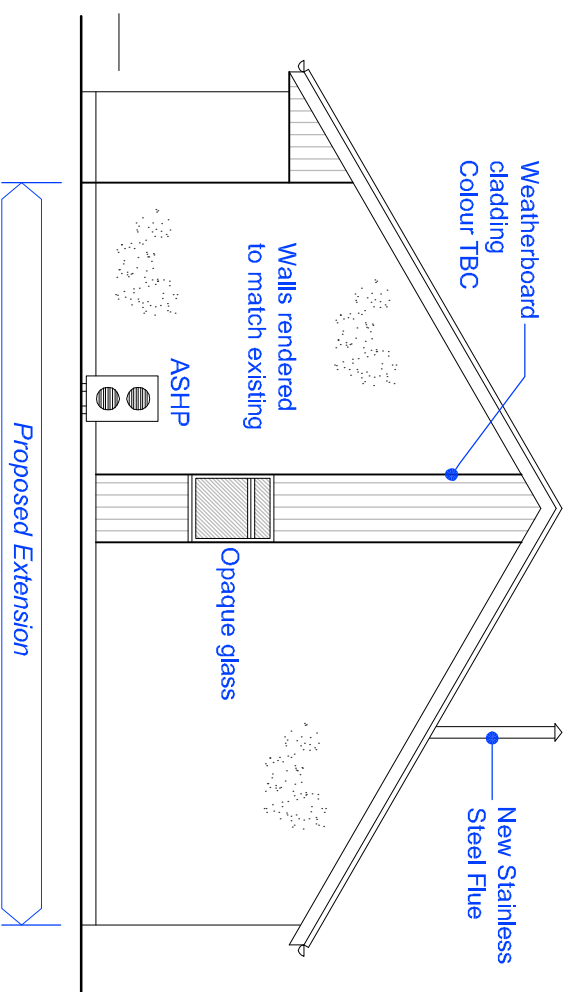 Weatherboard
cladding
Colour TBC
Walls rendered
to match existing
ASHP
Opaque glass
New Stainless
Steel Flue
Proposed Extension